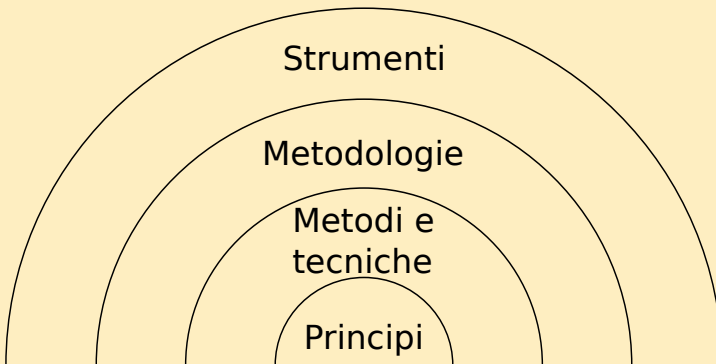 Strumenti
Metodologie
Metodi e
tecniche
Principi